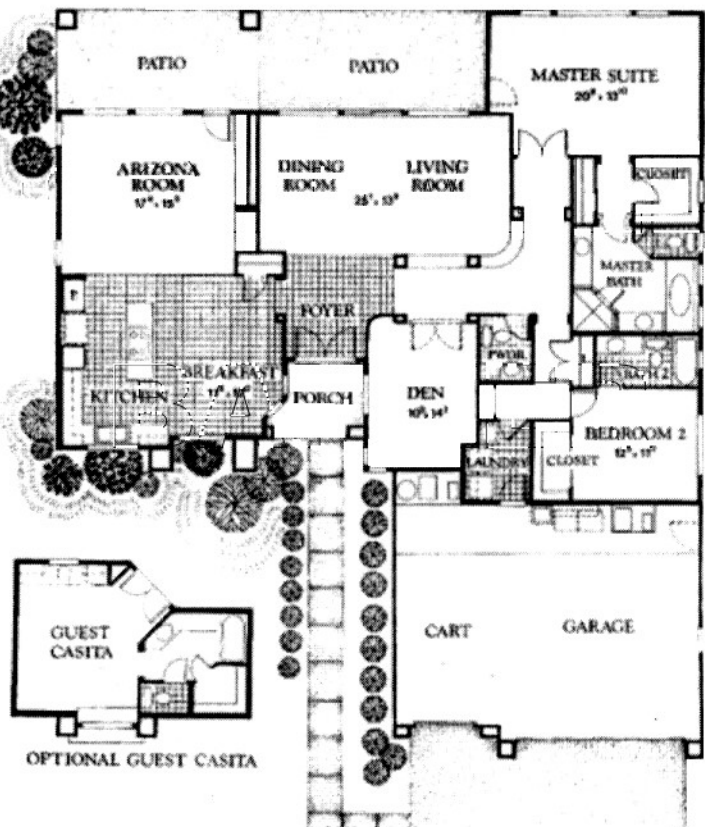 PATIO
PATIO
MASTER SUITE
ARIZONA
ROOM
DINING
ROOM
LIVING
ROOM
CLOSET
MASTER
BATH
FOYER
KITCHEN
BREAKFAST
PORCH
DEN
PWDR.
BATH 2
BEDROOM 2
CLOSET
LAUNDRY
GUEST
CASITA
CART
GARAGE
OPTIONAL GUEST CASITA